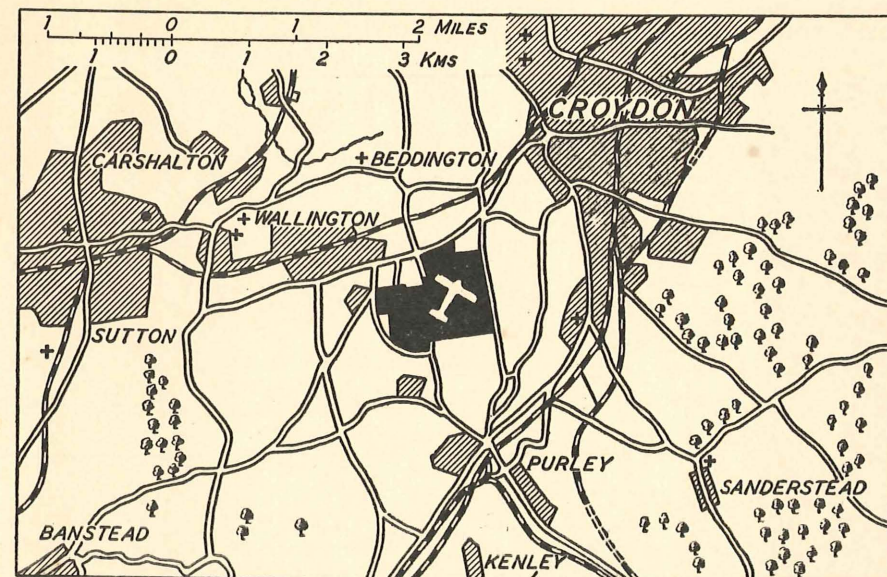 1 0 1 2 MILES
1 0 1 2 3 KMS
CROYDON
CARSHALTON
BEDDINGTON
WALLINGTON
SUTTON
PURLEY
SANDERSTEAD
BANSTEAD
KENLEY